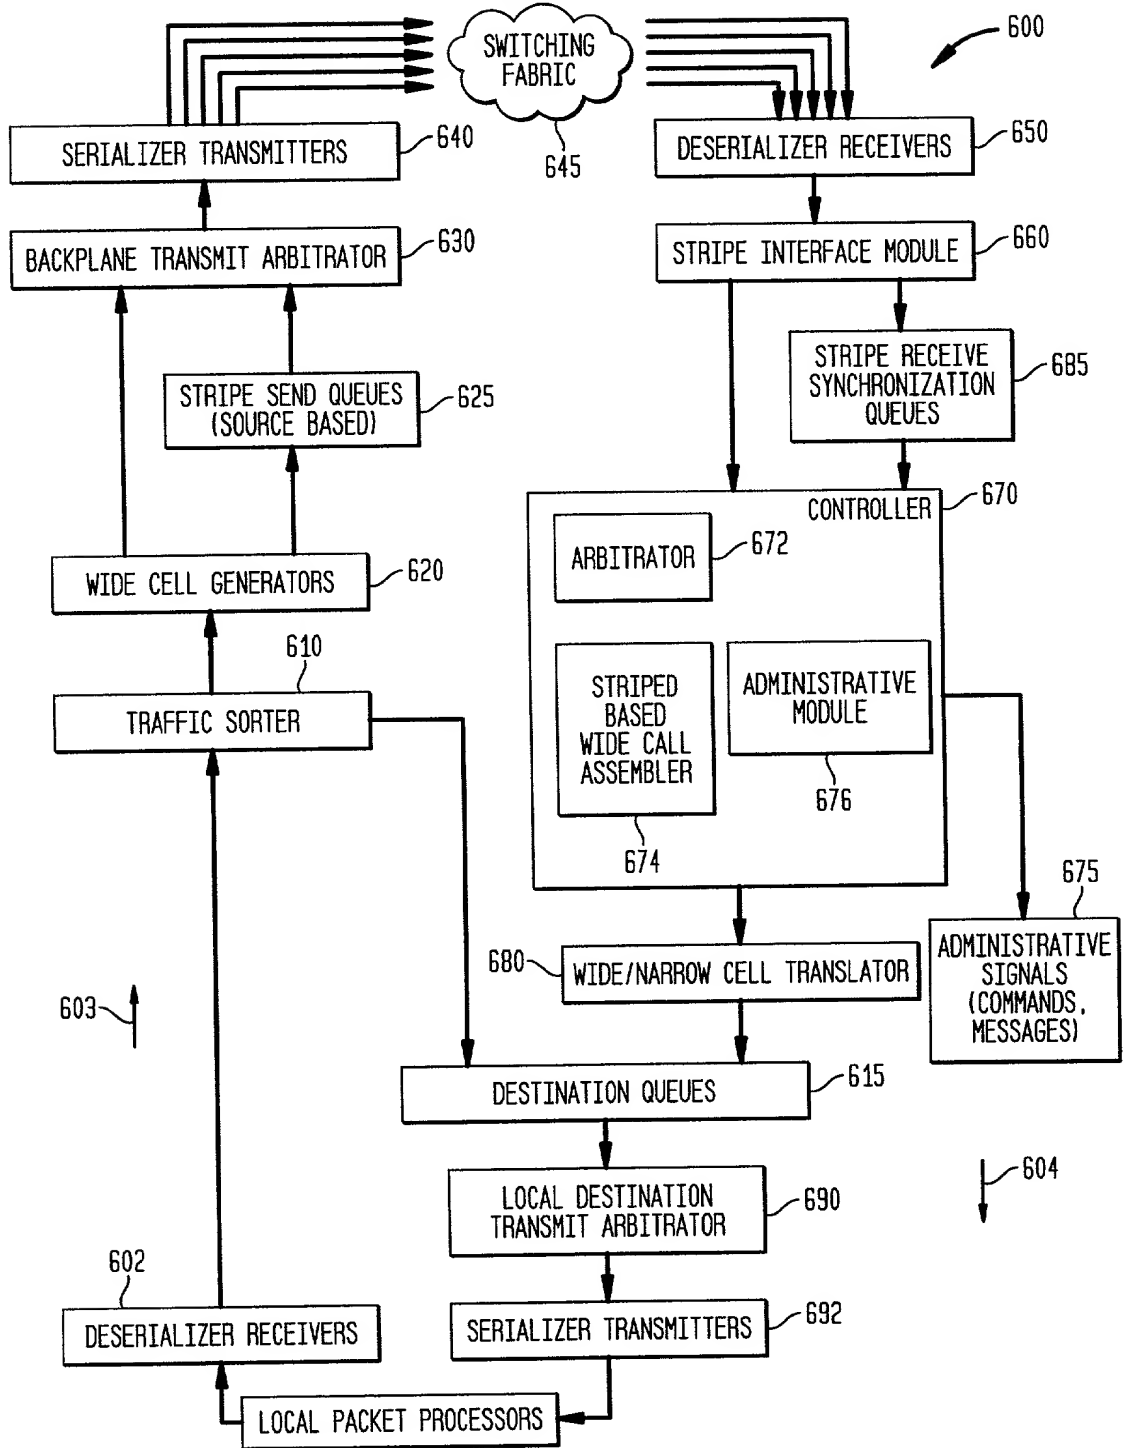 SWITCHING
FABRIC
645
600
SERIALIZER TRANSMITTERS
640
DESERIALIZER RECEIVERS
650
BACKPLANE TRANSMIT ARBITRATOR
630
STRIPE INTERFACE MODULE
660
STRIPE SEND QUEUES
(SOURCE BASED)
625
STRIPE RECEIVE
SYNCHRONIZATION
QUEUES
685
CONTROLLER
670
ARBITRATOR
672
WIDE CELL GENERATORS
620
610
TRAFFIC SORTER
STRIPED
BASED
WIDE CALL
ASSEMBLER
674
ADMINISTRATIVE
MODULE
676
675
ADMINISTRATIVE
SIGNALS
(COMMANDS,
MESSAGES)
680
WIDE/NARROW CELL TRANSLATOR
603
DESTINATION QUEUES
615
LOCAL DESTINATION
TRANSMIT ARBITRATOR
690
604
602
DESERIALIZER RECEIVERS
SERIALIZER TRANSMITTERS
692
LOCAL PACKET PROCESSORS